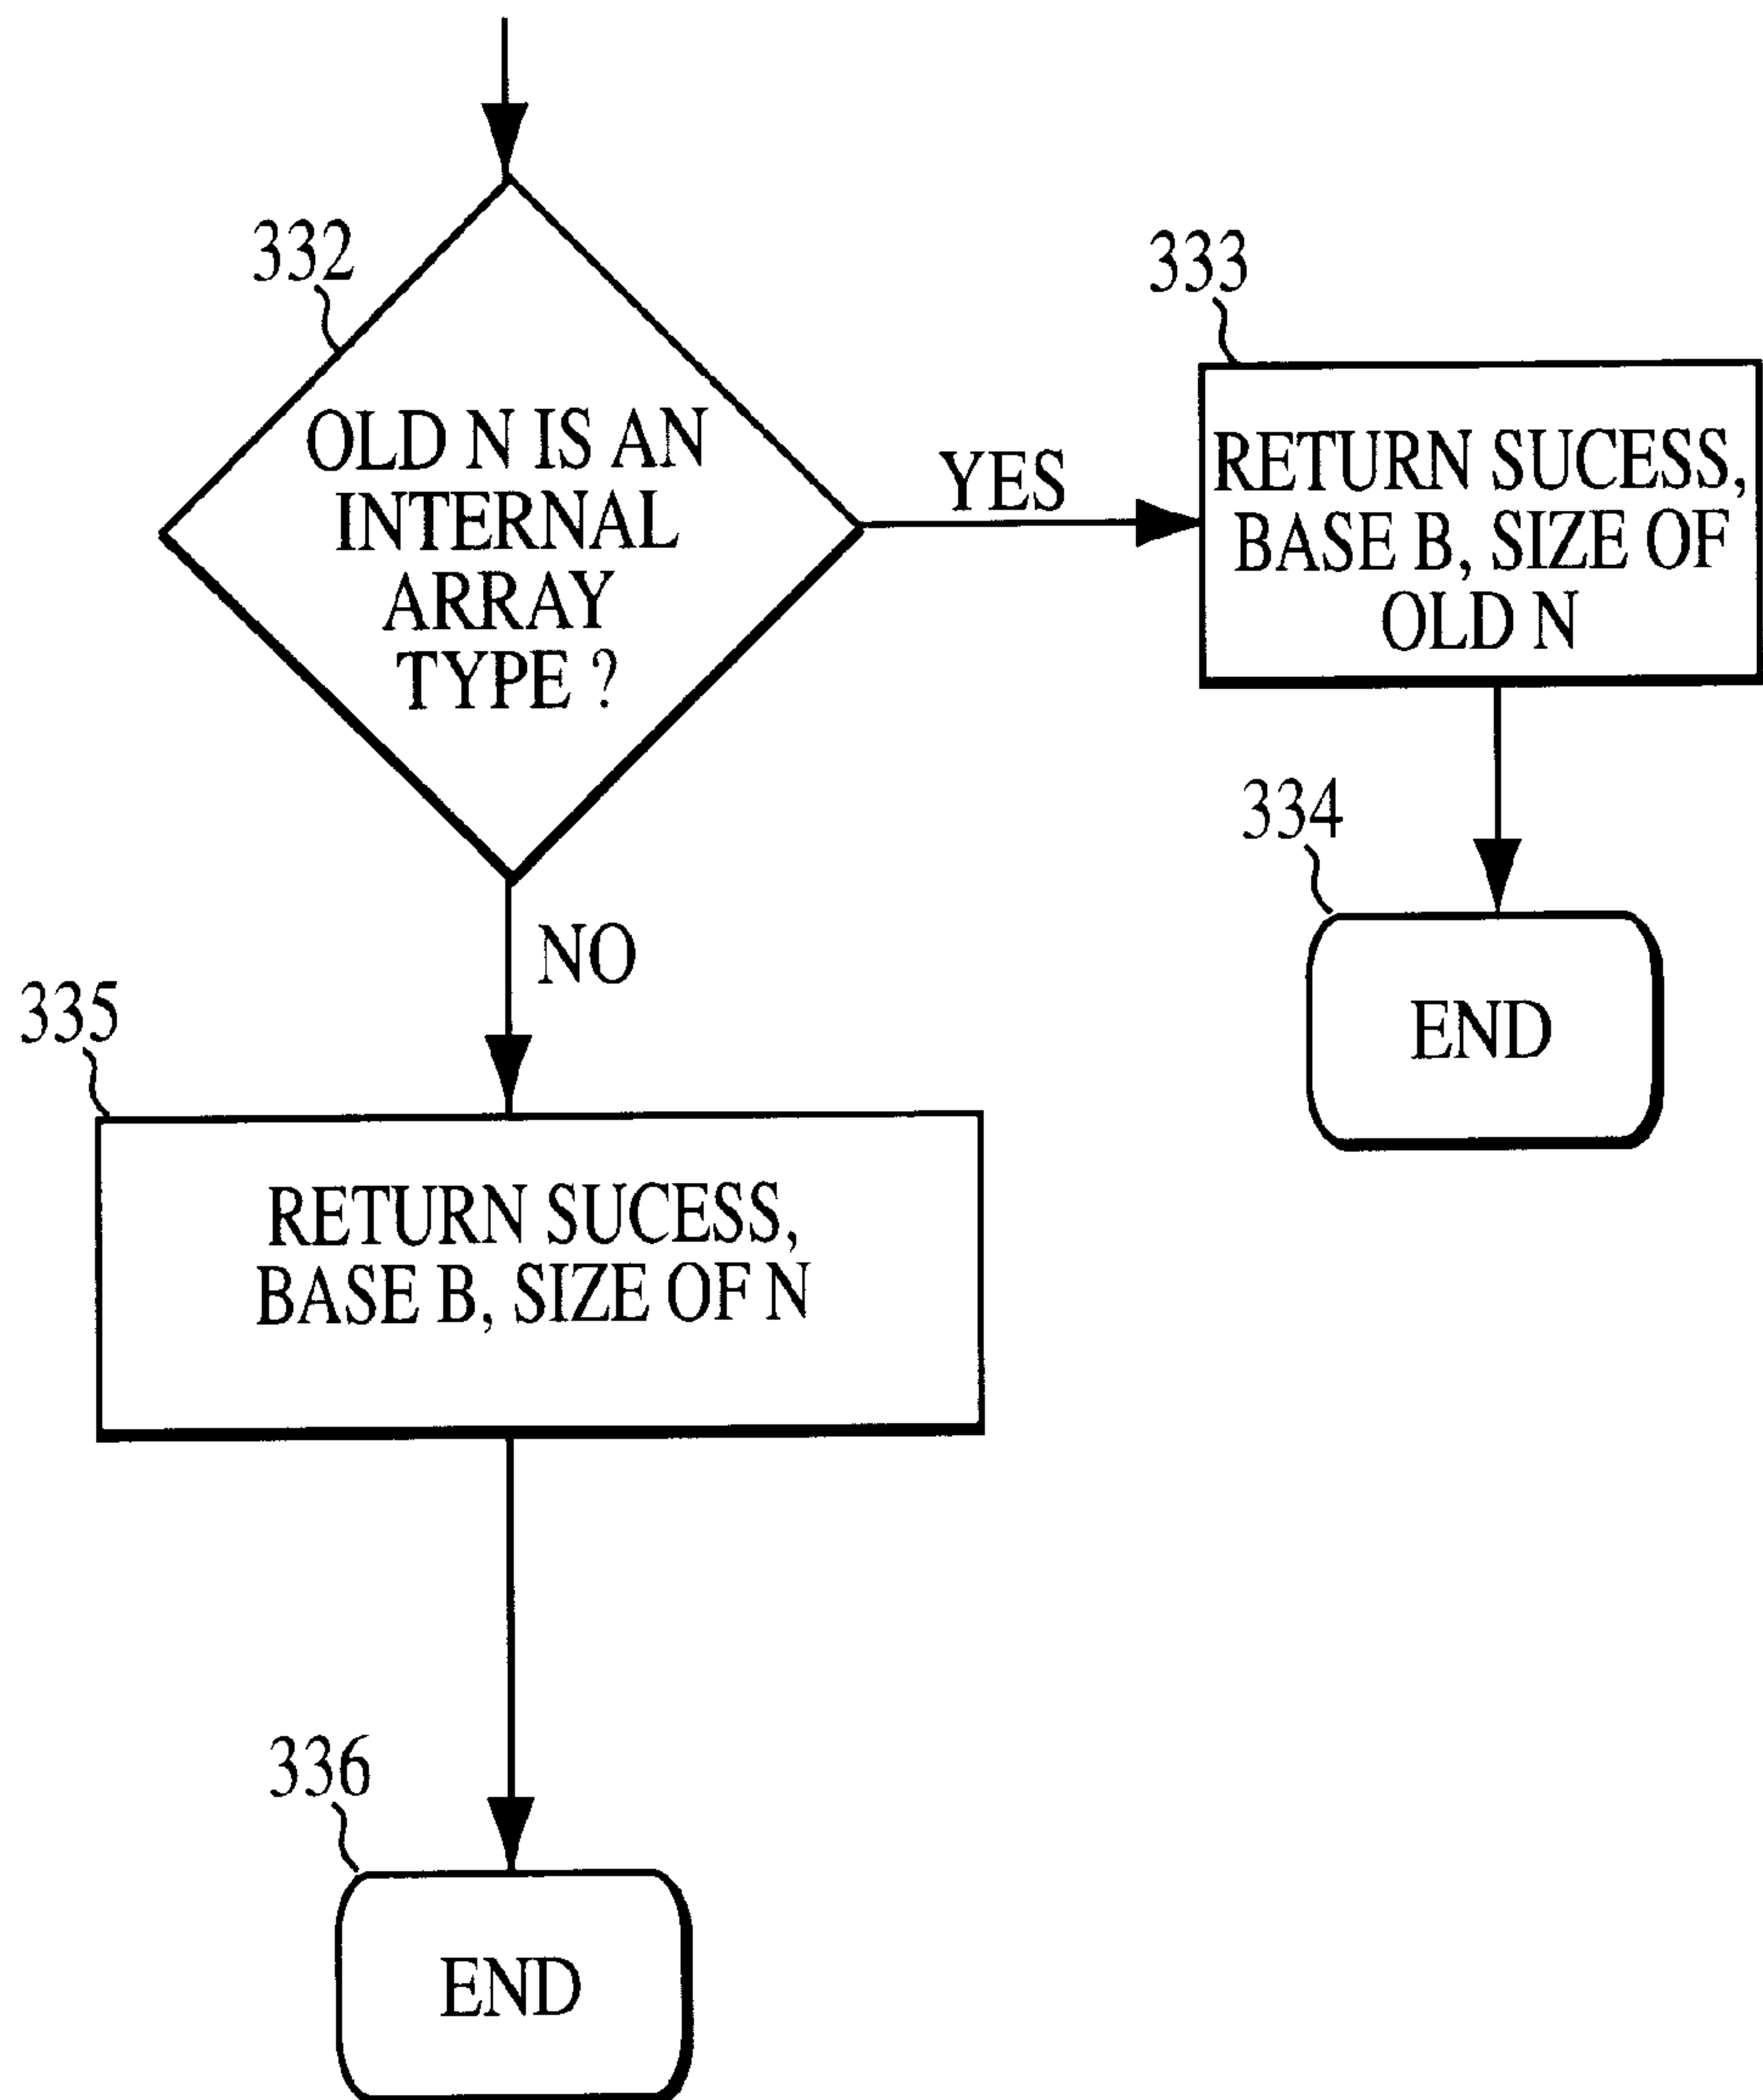 332
OLD N IS AN
INTERNAL
ARRAY
TYPE ?
YES
333
RETURN SUCESS,
BASE B, SIZE OF
OLD N
334
END
NO
335
RETURN SUCESS,
BASE B, SIZE OF N
336
END